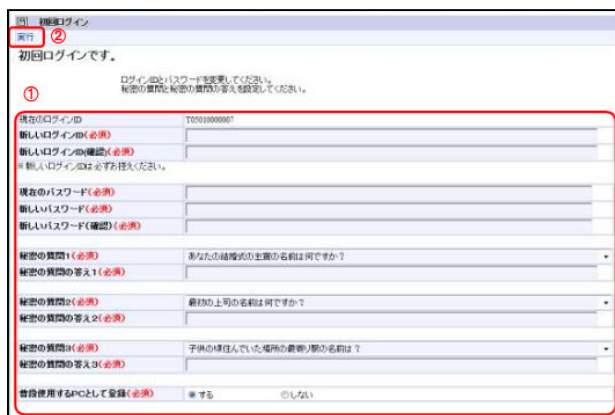 初回ログイン
実行 ②
初回ログインです。
ログインIDとパスワードを変更してください。
秘密の質問と秘密の質問の答えを設定してください。
①
現在のログインID T05010000007
新しいログインID(必須)
新しいログインID(確認)(必須)
※新しいログインIDは必ずお控えください。
現在のパスワード(必須)
新しいパスワード(必須)
新しいパスワード(確認)(必須)
秘密の質問1(必須) あなたの結婚式の主賓の名前は何ですか?
秘密の質問の答え1(必須)
秘密の質問2(必須) 最初の上司の名前は何ですか?
秘密の質問の答え2(必須)
秘密の質問3(必須) 子供の頃住んでいた場所の最寄り駅の名前は?
秘密の質問の答え3(必須)
普段使用するPCとして登録(必須) する しない